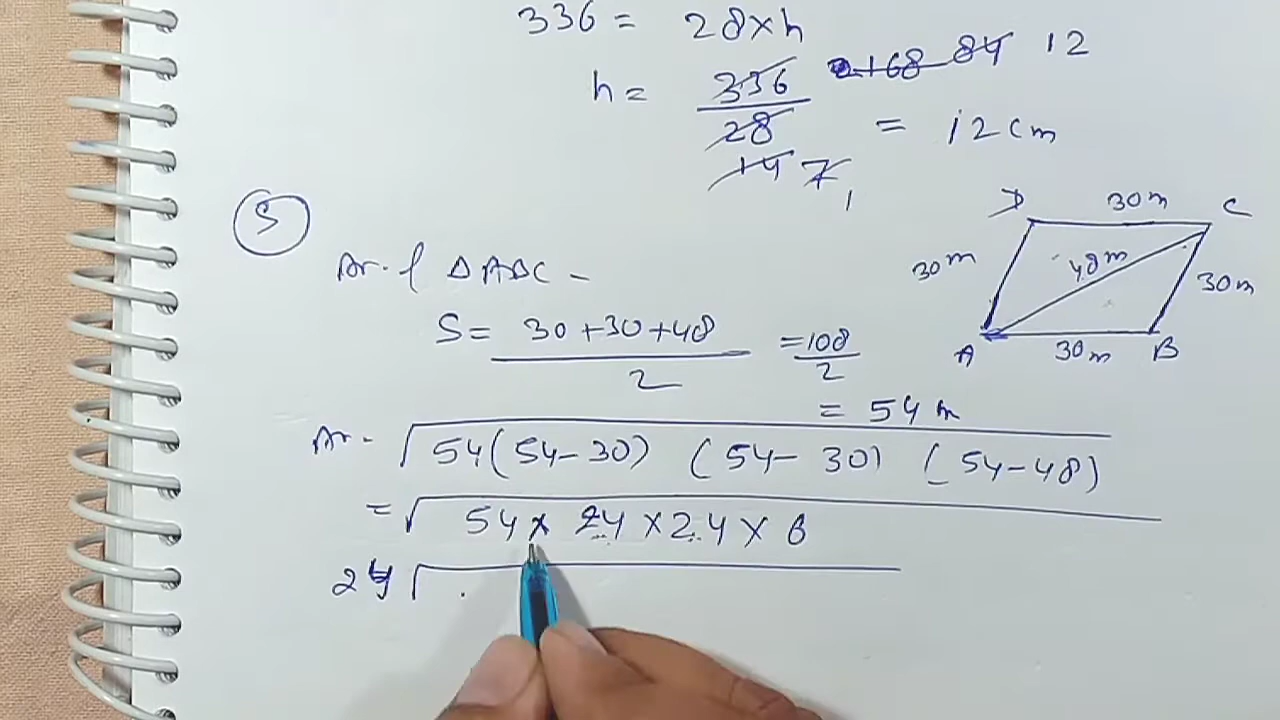 336 = 28×h
h = 336 168 84 12
28
14 7 1
= 12 cm
5
D 30m C
30m 48m 30m
A 30m B
Ar. of ΔABC -
S = 30+30+48 = 108
2 2
= 54 m
Ar - √54(54-30) (54-30) (54-48)
= √54 × 24 × 24 × 6
24 √